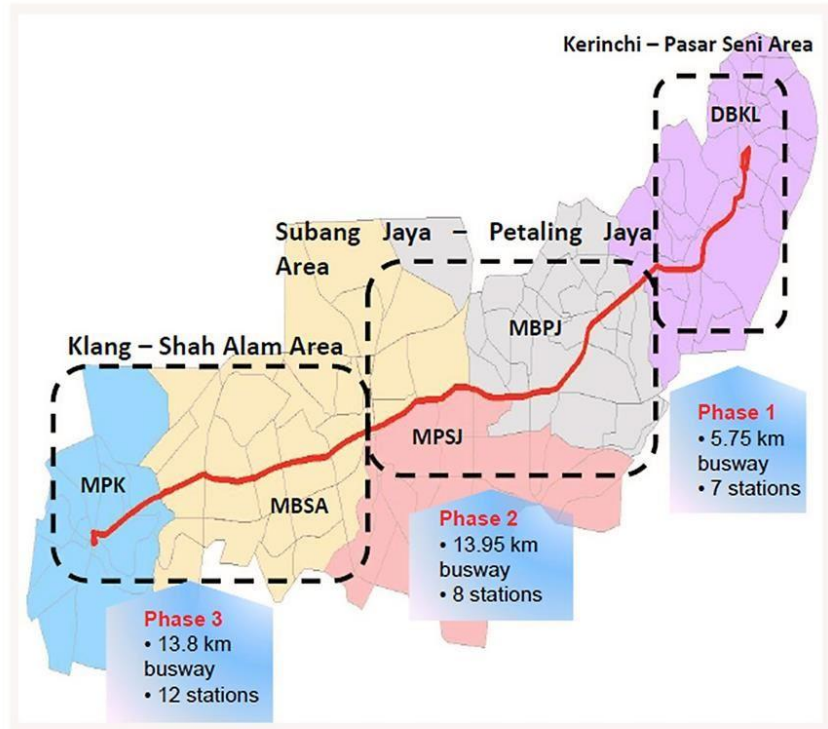 Kerinchi – Pasar Seni Area
DBKL
Subang Jaya – Petaling Jaya
Area
MBPJ
Klang – Shah Alam Area
MPSJ
MPK
MBSA
Phase 1
• 5.75 km
busway
• 7 stations
Phase 2
• 13.95 km
busway
• 8 stations
Phase 3
• 13.8 km
busway
• 12 stations